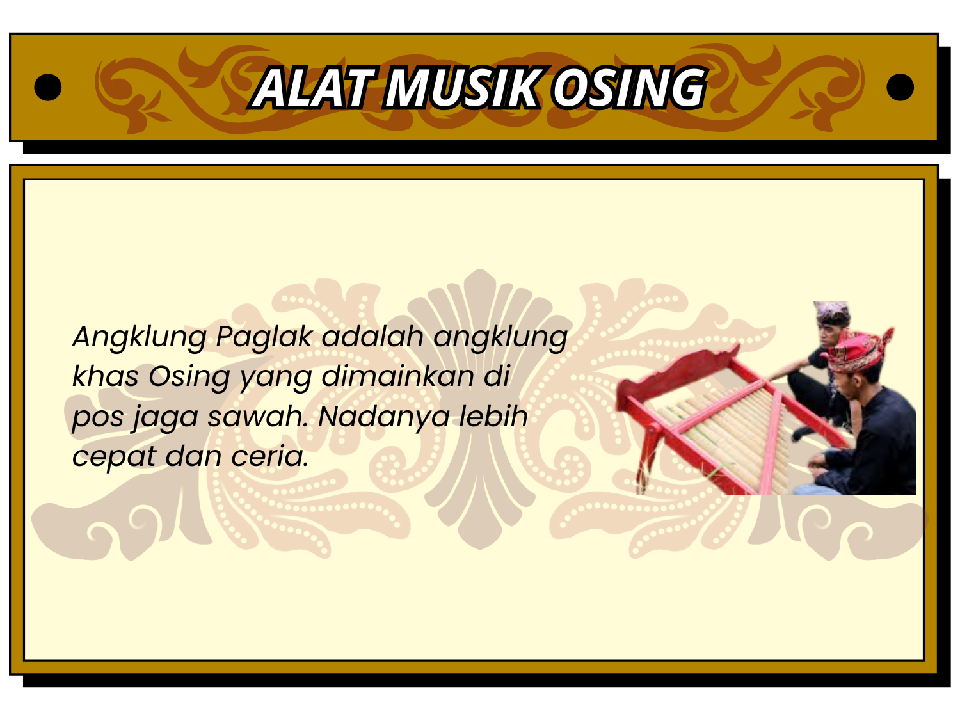 ALAT MUSIK OSING
Angklung Paglak adalah angklung
khas Osing yang dimainkan di
pos jaga sawah. Nadanya lebih
cepat dan ceria.